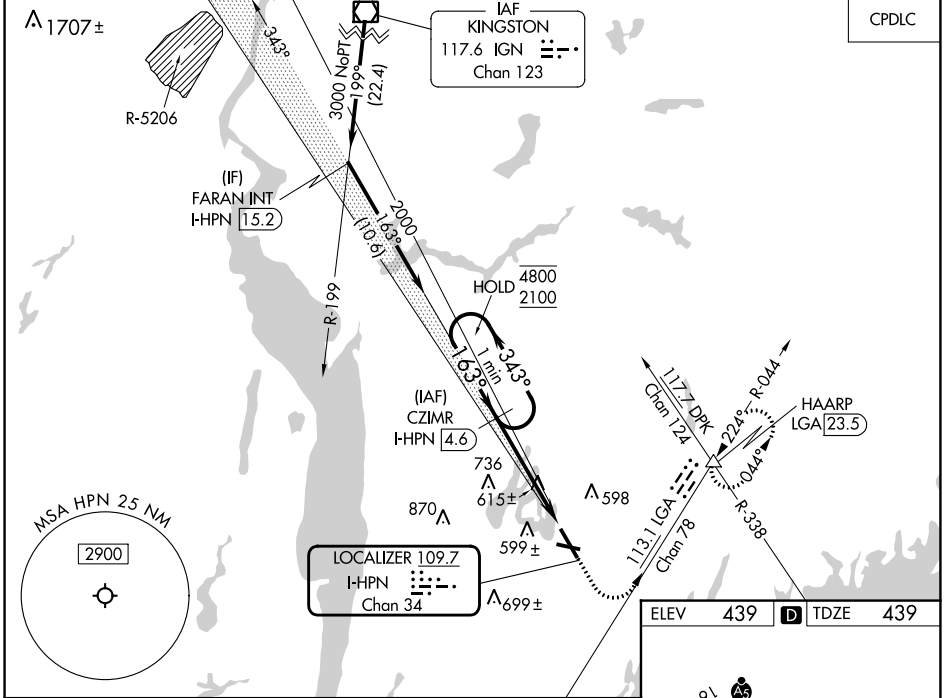 1707±
R-5206
343°
3000 NoPT
199°
(22.4)
IAF
KINGSTON
117.6 IGN
Chan 123
CPDLC
(IF)
FARAN INT
I-HPN 15.2
R-199
2000
163°
(10.6)
HOLD 4800
2100
163°
1 min
343°
(IAF)
CZIMR
I-HPN 4.6
117.7 DPK
Chan 124
R-044
224°
044°
HAARP
LGA 23.5
R-338
113.1 LGA
Chan 78
736
615±
598
870
599±
699±
MSA HPN 25 NM
2900
LOCALIZER 109.7
I-HPN
Chan 34
ELEV 439 D TDZE 439
16
A5